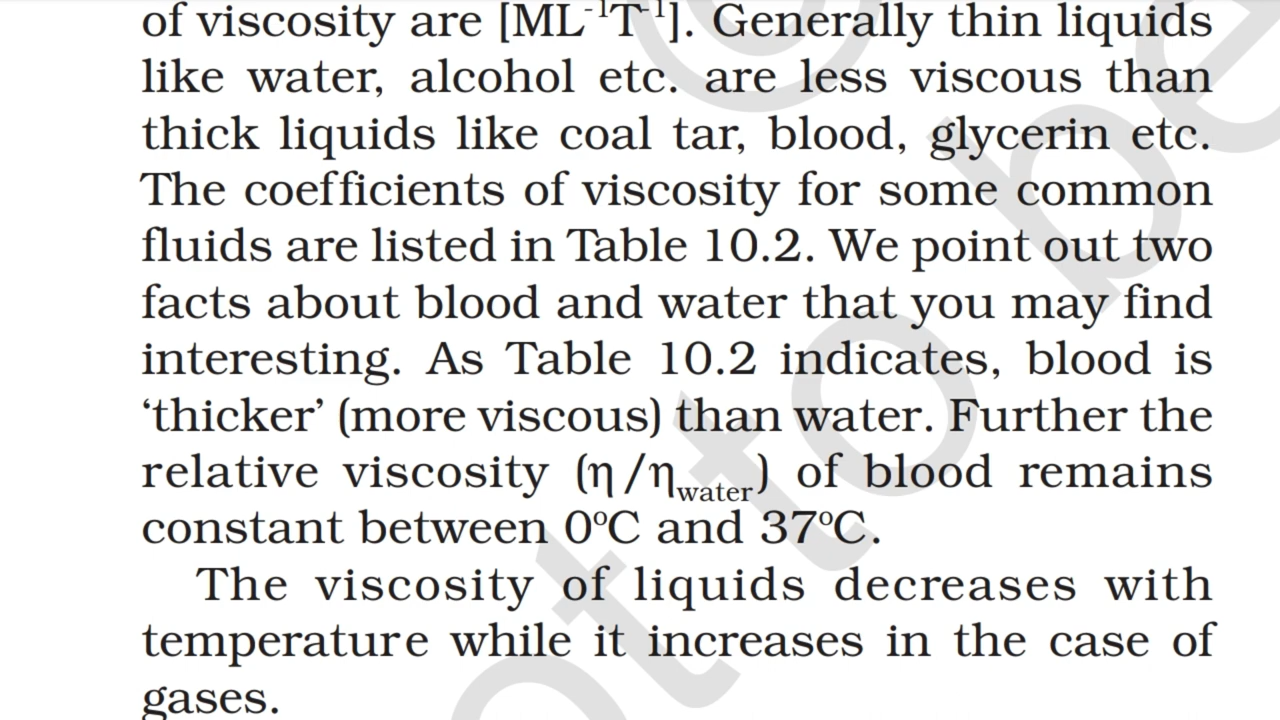 of viscosity are [ML⁻¹T⁻¹]. Generally thin liquids
like water, alcohol etc. are less viscous than
thick liquids like coal tar, blood, glycerin etc.
The coefficients of viscosity for some common
fluids are listed in Table 10.2. We point out two
facts about blood and water that you may find
interesting. As Table 10.2 indicates, blood is
‘thicker’ (more viscous) than water. Further the
relative viscosity (η/ηwater) of blood remains
constant between 0ºC and 37ºC.
The viscosity of liquids decreases with
temperature while it increases in the case of
gases.
not to be